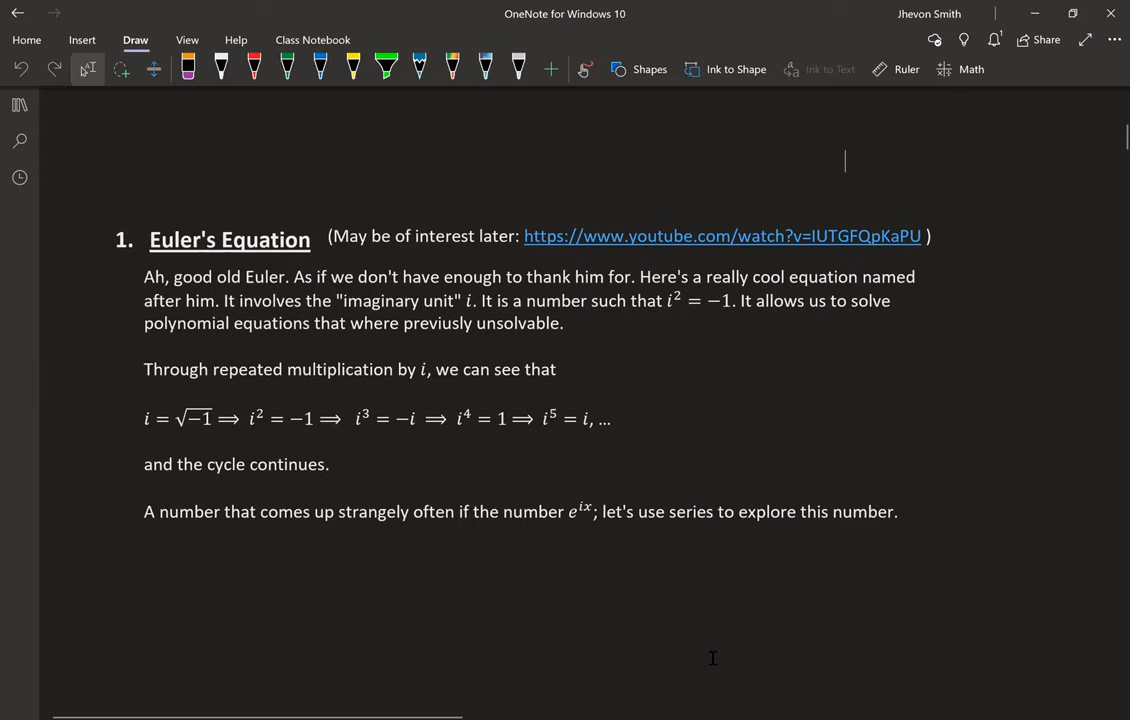 OneNote for Windows 10
Jhevon Smith
Home Insert Draw View Help Class Notebook
1 Share
Shapes Ink to Shape Ink to Text Ruler Math
1. Euler's Equation (May be of interest later: https://www.youtube.com/watch?v=IUTGFQpKaPU )
Ah, good old Euler. As if we don't have enough to thank him for. Here's a really cool equation named
after him. It involves the "imaginary unit" i. It is a number such that i² = −1. It allows us to solve
polynomial equations that where previusly unsolvable.
Through repeated multiplication by i, we can see that
i = √−1 ⟹ i² = −1 ⟹ i³ = −i ⟹ i⁴ = 1 ⟹ i⁵ = i, ...
and the cycle continues.
A number that comes up strangely often if the number e^{ix}; let's use series to explore this number.